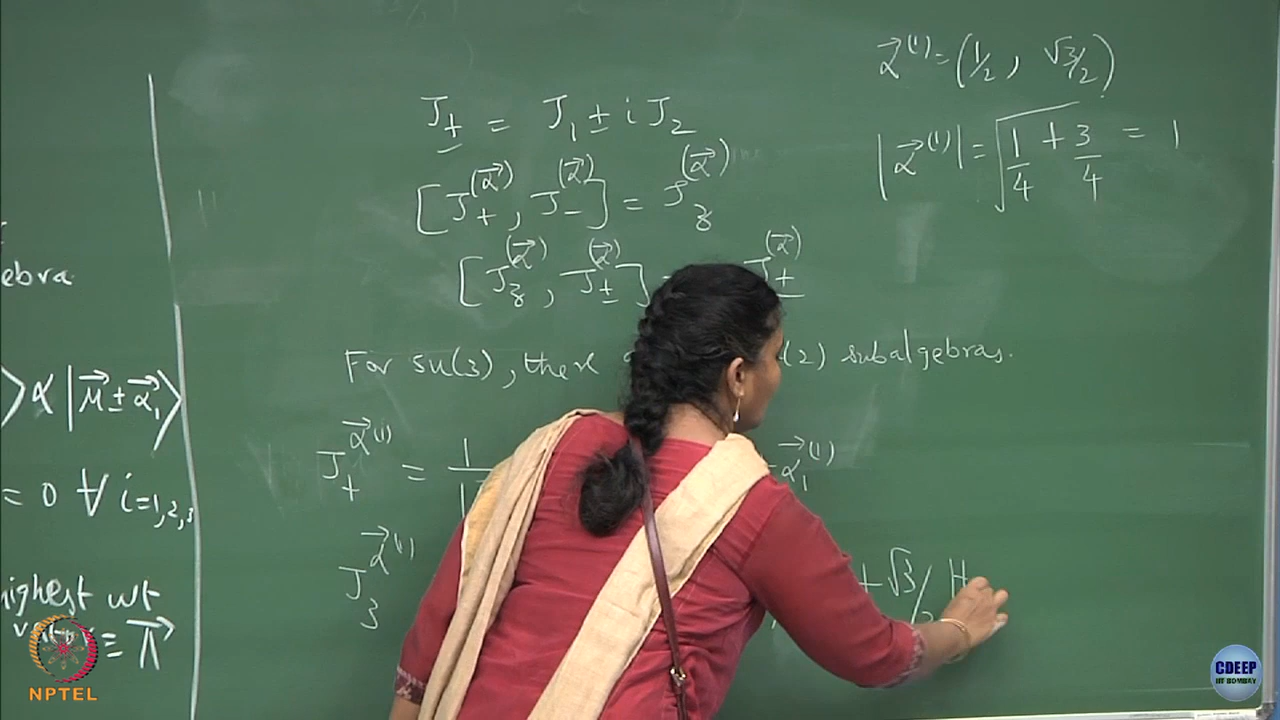 ebra
⟩α |μ⃗ ± α⃗₁⟩
= 0 ∀ i=1,2,3
highest wt
≡ Λ⃗
J± = J₁ ± i J₂
[J₊^(α⃗), J₋^(α⃗)] = J₃^(α⃗)
[J₃^(α⃗), J±^(α⃗)] J±^(α⃗)
For su(3), there (2) subalgebras.
J₊^α⃗⁽¹⁾ = 1 α⃗₁⁽¹⁾
J₃^α⃗⁽¹⁾ + √3/2 H
α⃗⁽¹⁾ = (1/2, √3/2)
|α⃗⁽¹⁾| = √(1/4 + 3/4) = 1
NPTEL
CDEEP
IIT BOMBAY